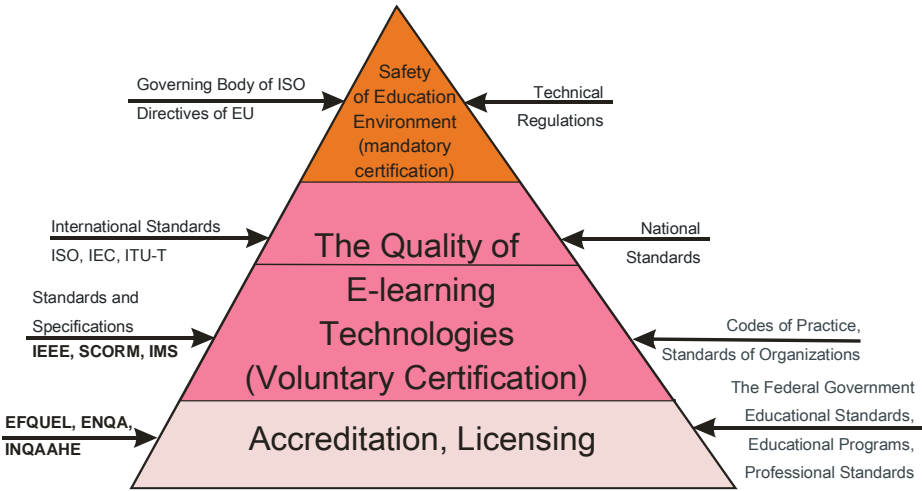 Safety
of Education
Environment
(mandatory
certification)
Governing Body of ISO
Directives of EU
Technical
Regulations
International Standards
ISO, IEC, ITU-T
National
Standards
The Quality of
E-learning
Technologies
(Voluntary Certification)
Standards and
Specifications
IEEE, SCORM, IMS
Codes of Practice,
Standards of Organizations
EFQUEL, ENQA,
INQAAHE
Accreditation, Licensing
The Federal Government
Educational Standards,
Educational Programs,
Professional Standards